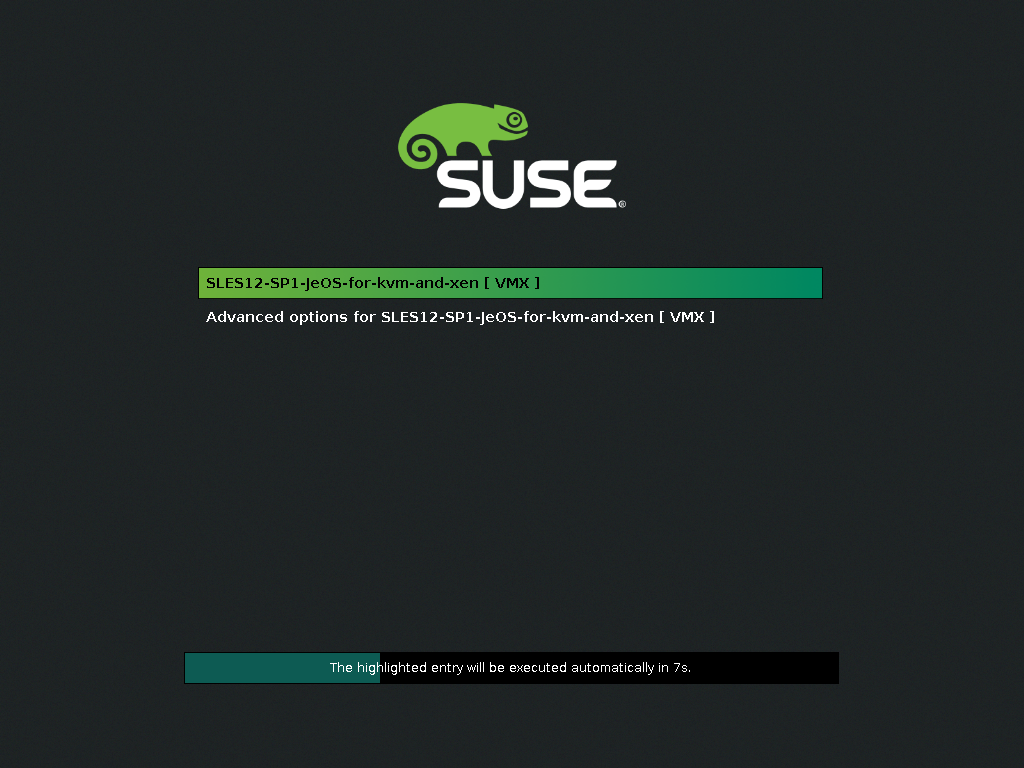 SUSE®
SLES12-SP1-JeOS-for-kvm-and-xen [ VMX ]
Advanced options for SLES12-SP1-JeOS-for-kvm-and-xen [ VMX ]
The highlighted entry will be executed automatically in 7s.